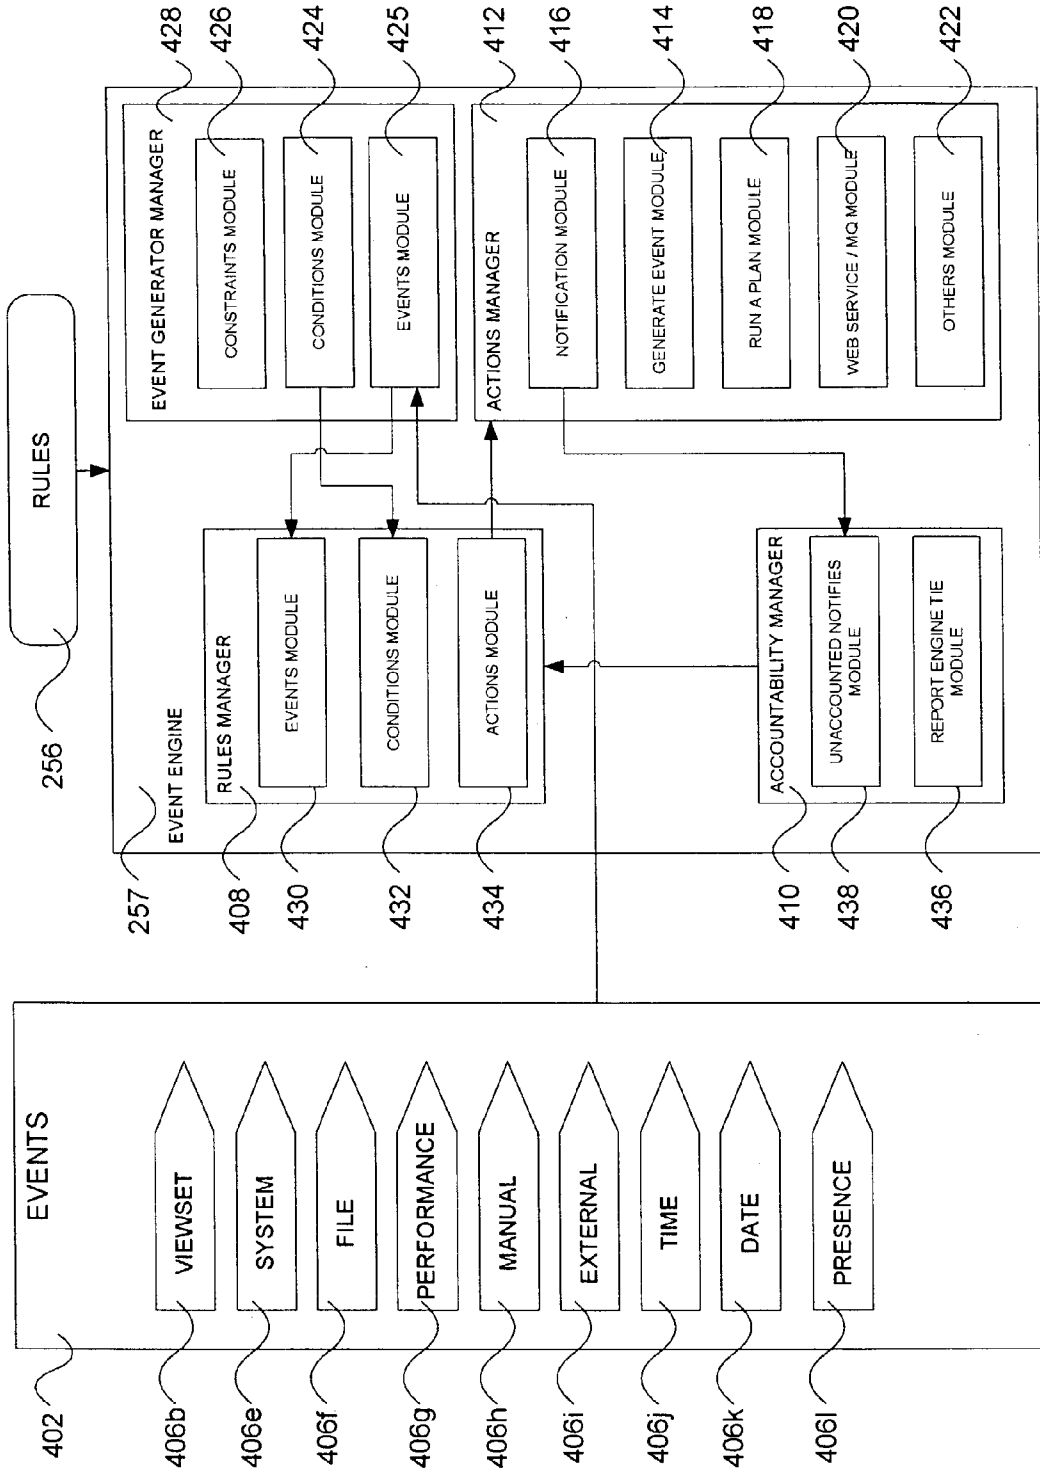 RULES
256
257
EVENT ENGINE
EVENT GENERATOR MANAGER
428
CONSTRAINTS MODULE
426
CONDITIONS MODULE
424
EVENTS MODULE
425
RULES MANAGER
408
EVENTS MODULE
430
CONDITIONS MODULE
432
ACTIONS MODULE
434
ACTIONS MANAGER
412
NOTIFICATION MODULE
416
GENERATE EVENT MODULE
414
RUN A PLAN MODULE
418
WEB SERVICE / MQ MODULE
420
OTHERS MODULE
422
ACCOUNTABILITY MANAGER
410
UNACCOUNTED NOTIFIES
MODULE
438
REPORT ENGINE TIE
MODULE
436
EVENTS
402
VIEWSET
406b
SYSTEM
406e
FILE
406f
PERFORMANCE
406g
MANUAL
406h
EXTERNAL
406i
TIME
406j
DATE
406k
PRESENCE
406l